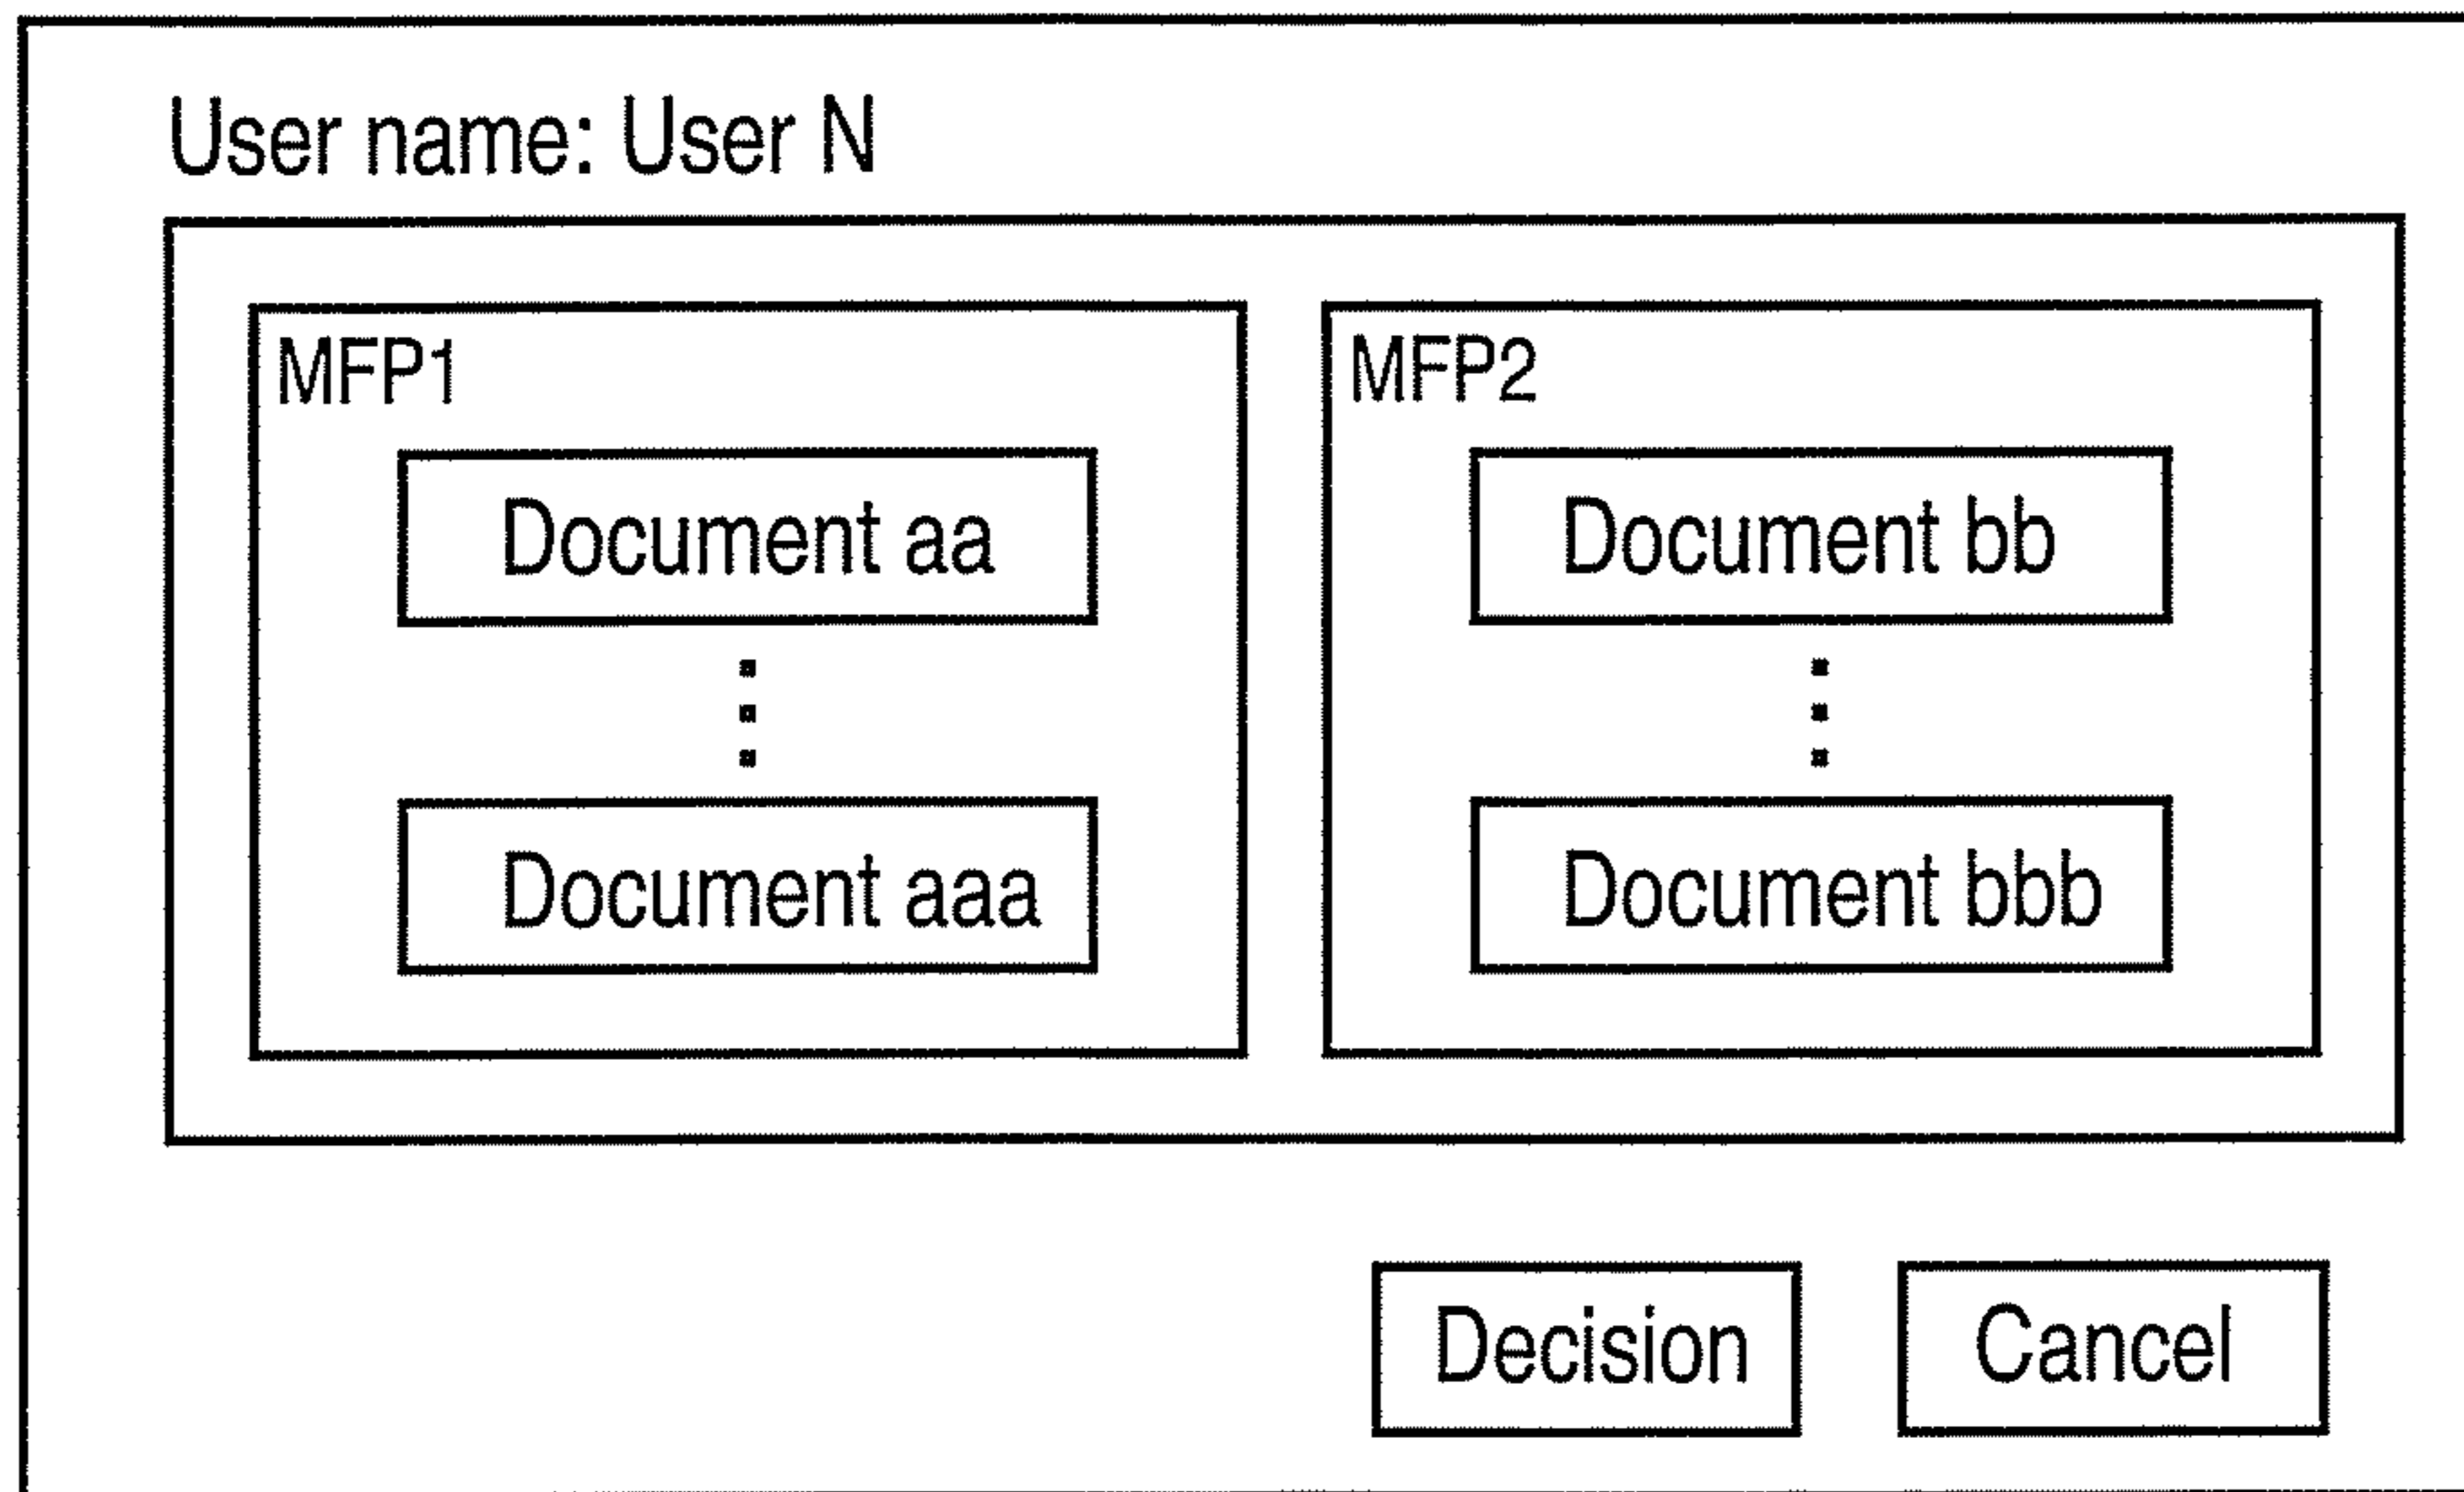 User name: User N
MFP1
Document aa
Document aaa
MFP2
Document bb
Document bbb
Decision
Cancel